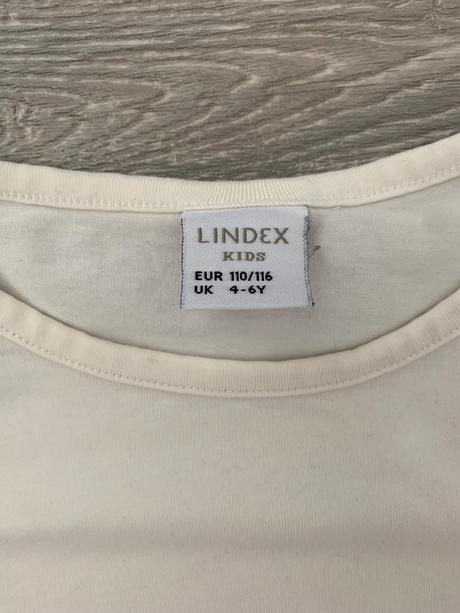 LINDEX
KIDS
EUR 110/116
UK 4-6Y